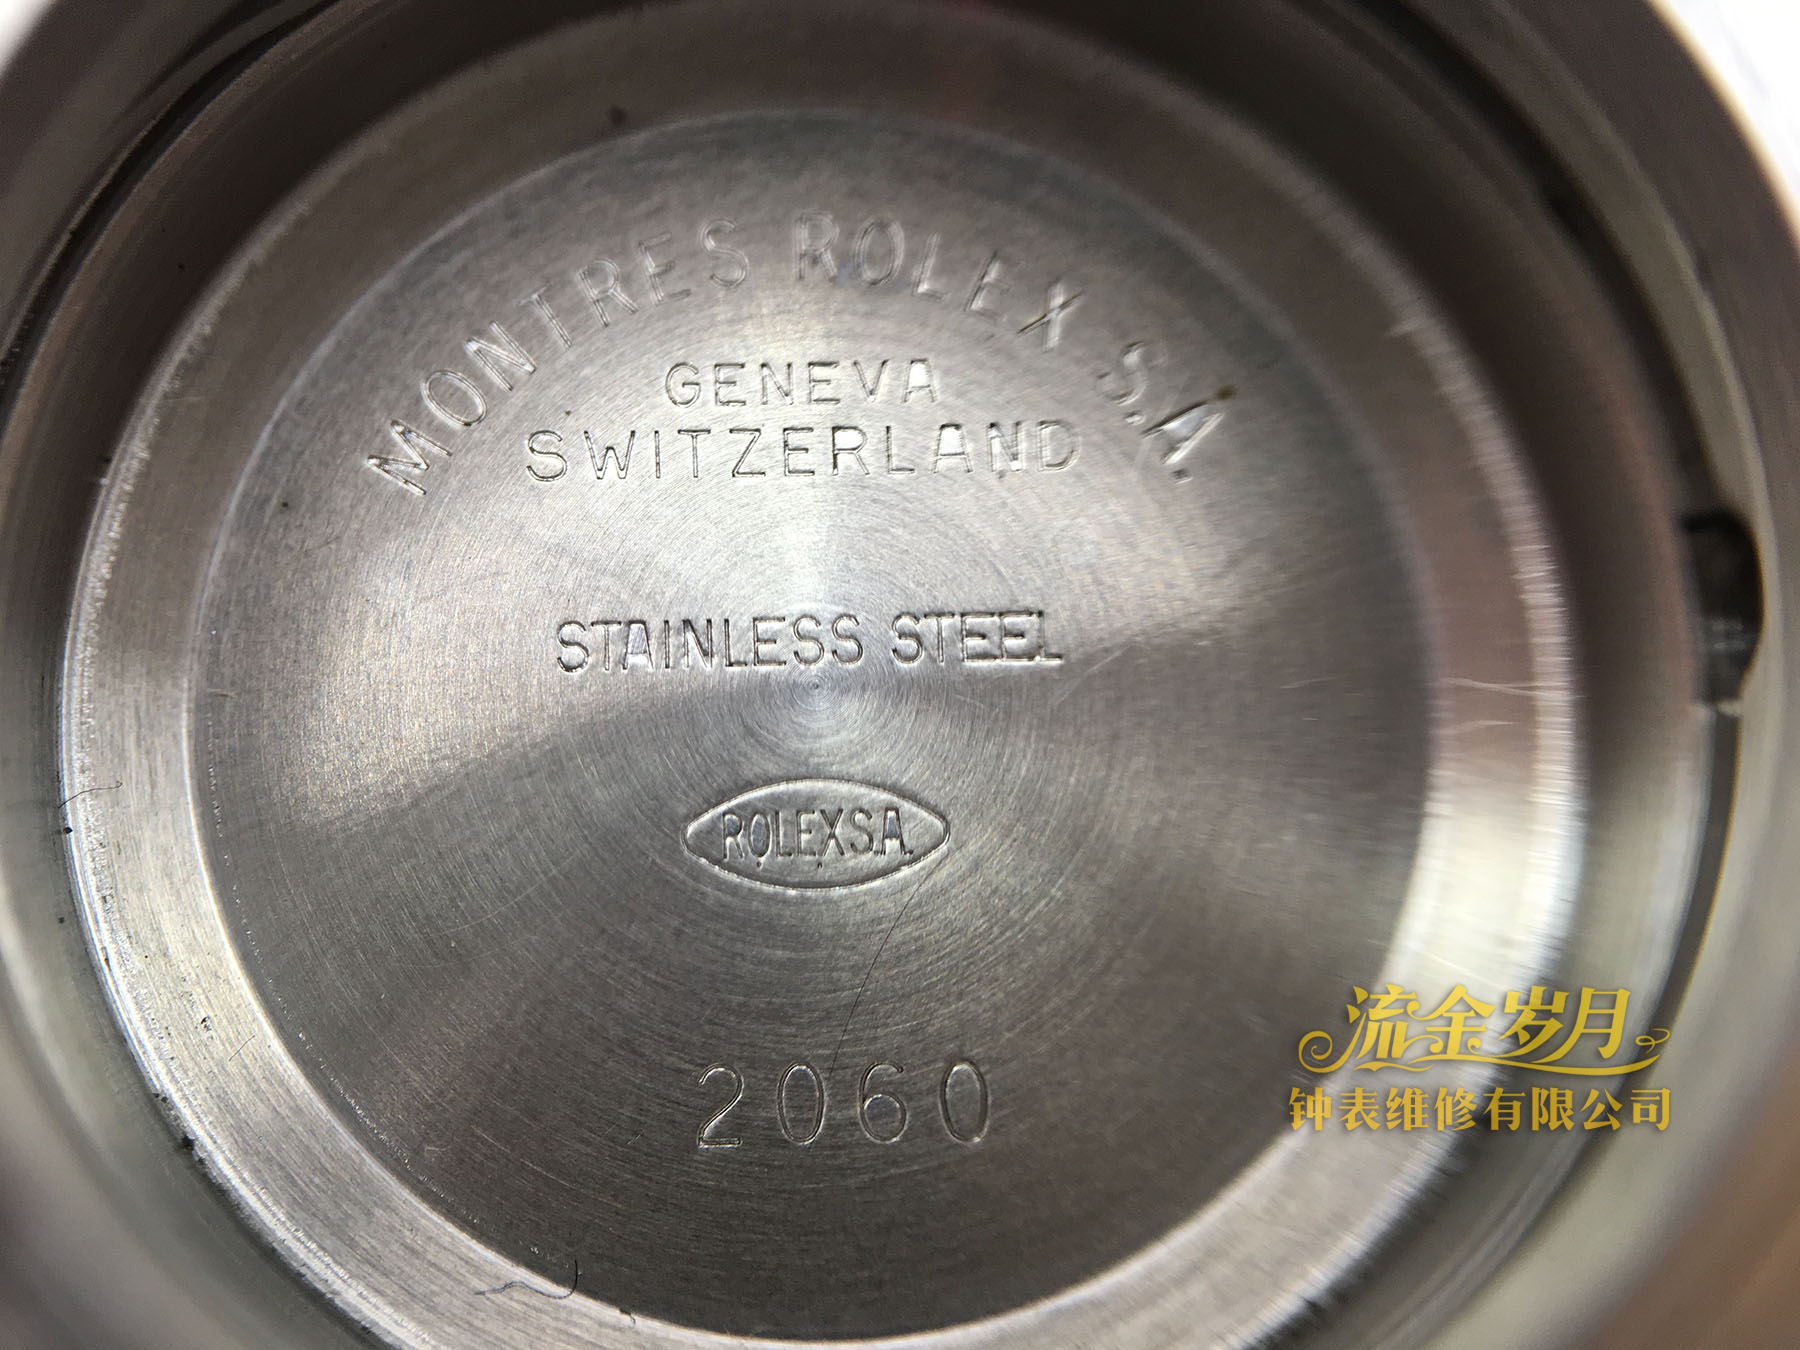 MONTRES ROLEX S.A.
GENEVA
SWITZERLAND
STAINLESS STEEL
ROLEX S.A.
2060
流金岁月
钟表维修有限公司